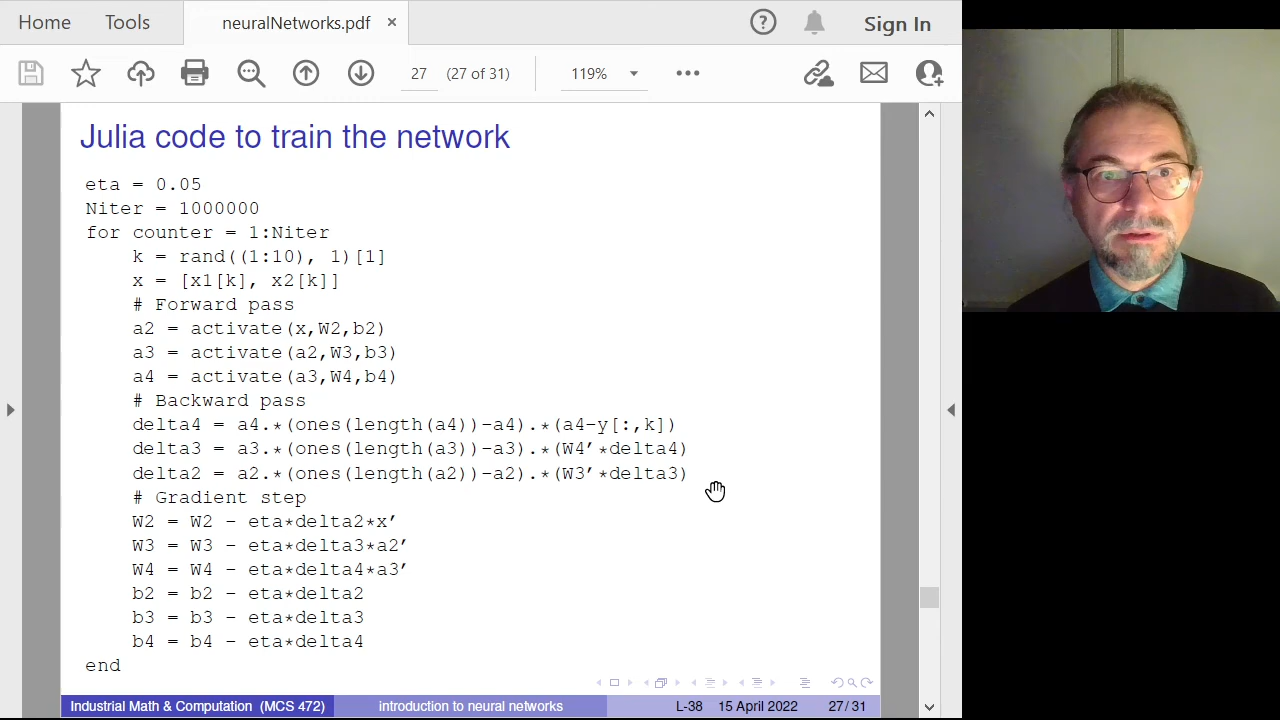 Home Tools neuralNetworks.pdf × Sign In
27 (27 of 31) 119%
Julia code to train the network
eta = 0.05
Niter = 1000000
for counter = 1:Niter
    k = rand((1:10), 1)[1]
    x = [x1[k], x2[k]]
    # Forward pass
    a2 = activate(x,W2,b2)
    a3 = activate(a2,W3,b3)
    a4 = activate(a3,W4,b4)
    # Backward pass
    delta4 = a4.*(ones(length(a4))-a4).*(a4-y[:,k])
    delta3 = a3.*(ones(length(a3))-a3).*(W4′*delta4)
    delta2 = a2.*(ones(length(a2))-a2).*(W3′*delta3)
    # Gradient step
    W2 = W2 - eta*delta2*x′
    W3 = W3 - eta*delta3*a2′
    W4 = W4 - eta*delta4*a3′
    b2 = b2 - eta*delta2
    b3 = b3 - eta*delta3
    b4 = b4 - eta*delta4
end
Industrial Math & Computation (MCS 472) introduction to neural networks L-38 15 April 2022 27/31